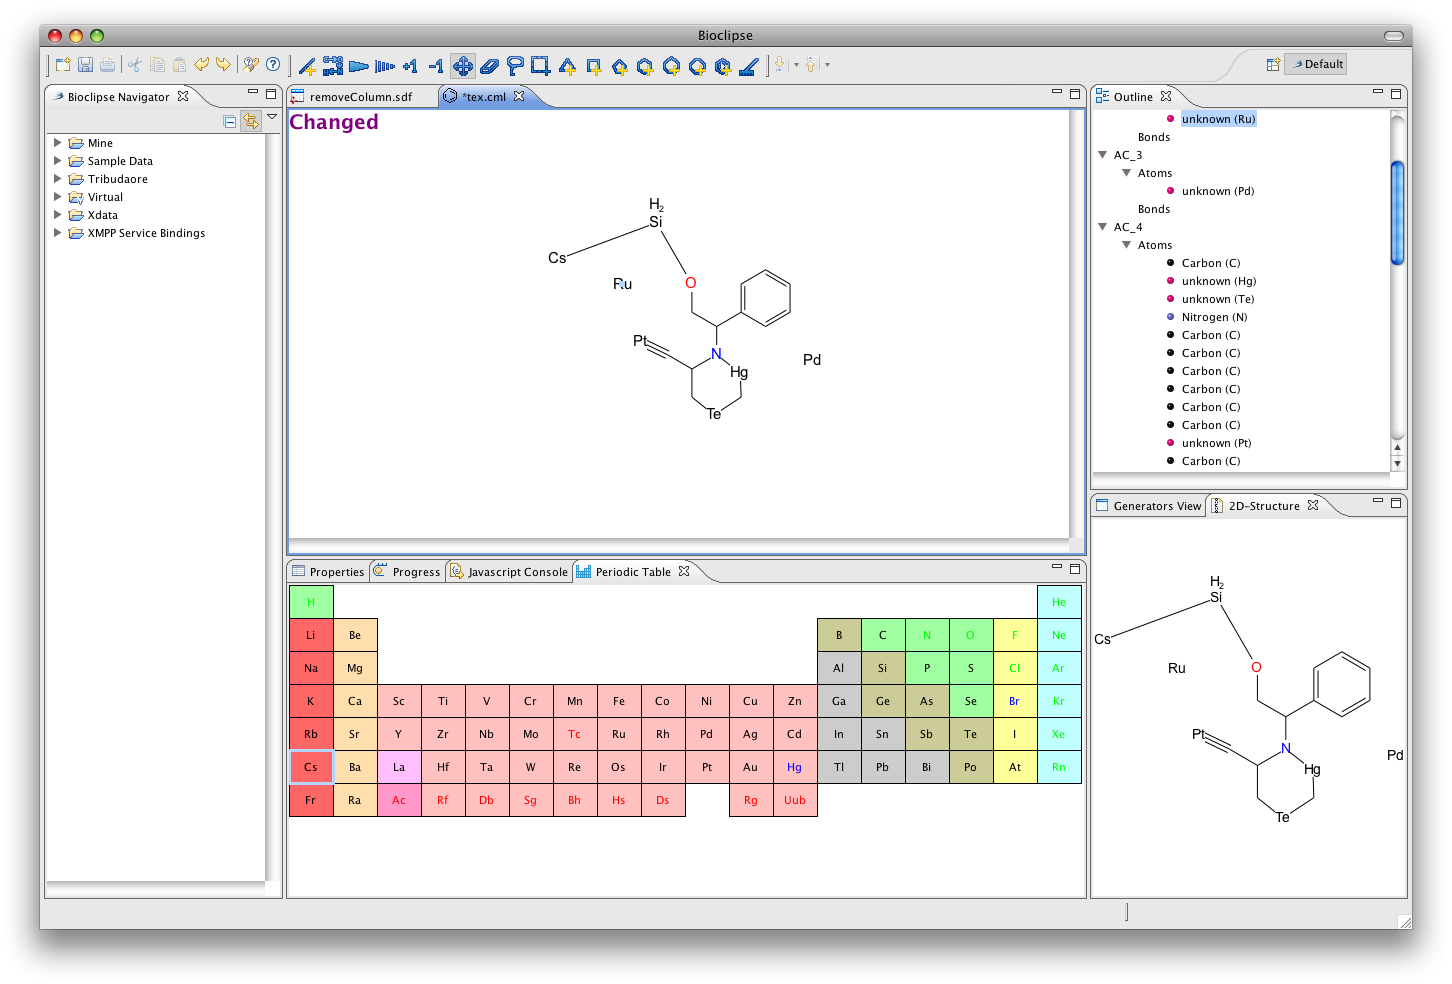 Bioclipse
+1 -1
Default
Bioclipse Navigator
Mine
Sample Data
Tribudaore
Virtual
Xdata
XMPP Service Bindings
removeColumn.sdf
*tex.cml
Changed
H2
Si
Cs
Ru
O
Pt
N
Hg
Pd
Te
Properties
Progress
Javascript Console
Periodic Table
H He
Li Be B C N O F Ne
Na Mg Al Si P S Cl Ar
K Ca Sc Ti V Cr Mn Fe Co Ni Cu Zn Ga Ge As Se Br Kr
Rb Sr Y Zr Nb Mo Tc Ru Rh Pd Ag Cd In Sn Sb Te I Xe
Cs Ba La Hf Ta W Re Os Ir Pt Au Hg Tl Pb Bi Po At Rn
Fr Ra Ac Rf Db Sg Bh Hs Ds Rg Uub
Outline
unknown (Ru)
Bonds
AC_3
Atoms
unknown (Pd)
Bonds
AC_4
Atoms
Carbon (C)
unknown (Hg)
unknown (Te)
Nitrogen (N)
Carbon (C)
Carbon (C)
Carbon (C)
Carbon (C)
Carbon (C)
Carbon (C)
unknown (Pt)
Carbon (C)
Generators View
2D-Structure
H2
Si
Cs
Ru
O
Pt
N
Pd
Hg
Te